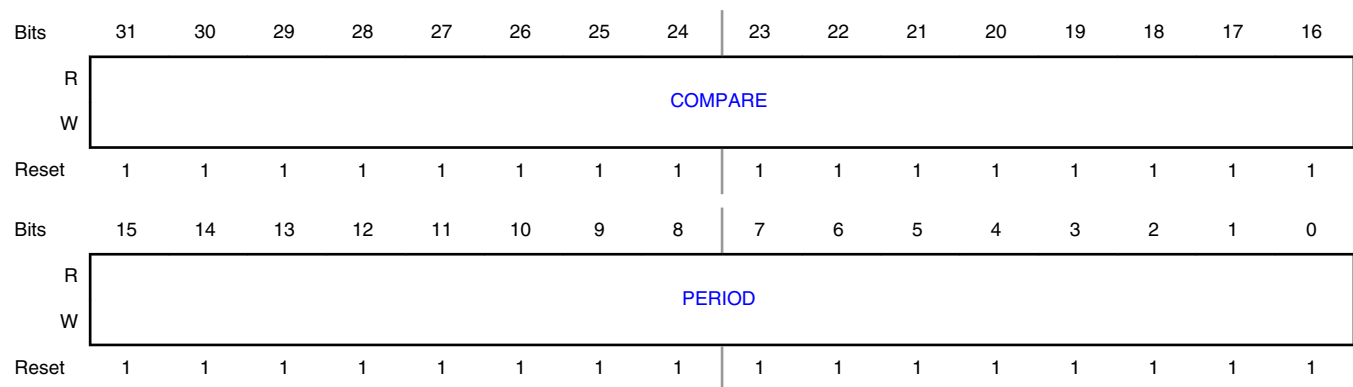 Bits 31 30 29 28 27 26 25 24 23 22 21 20 19 18 17 16
R
COMPARE
W
Reset 1 1 1 1 1 1 1 1 1 1 1 1 1 1 1 1
Bits 15 14 13 12 11 10 9 8 7 6 5 4 3 2 1 0
R
PERIOD
W
Reset 1 1 1 1 1 1 1 1 1 1 1 1 1 1 1 1